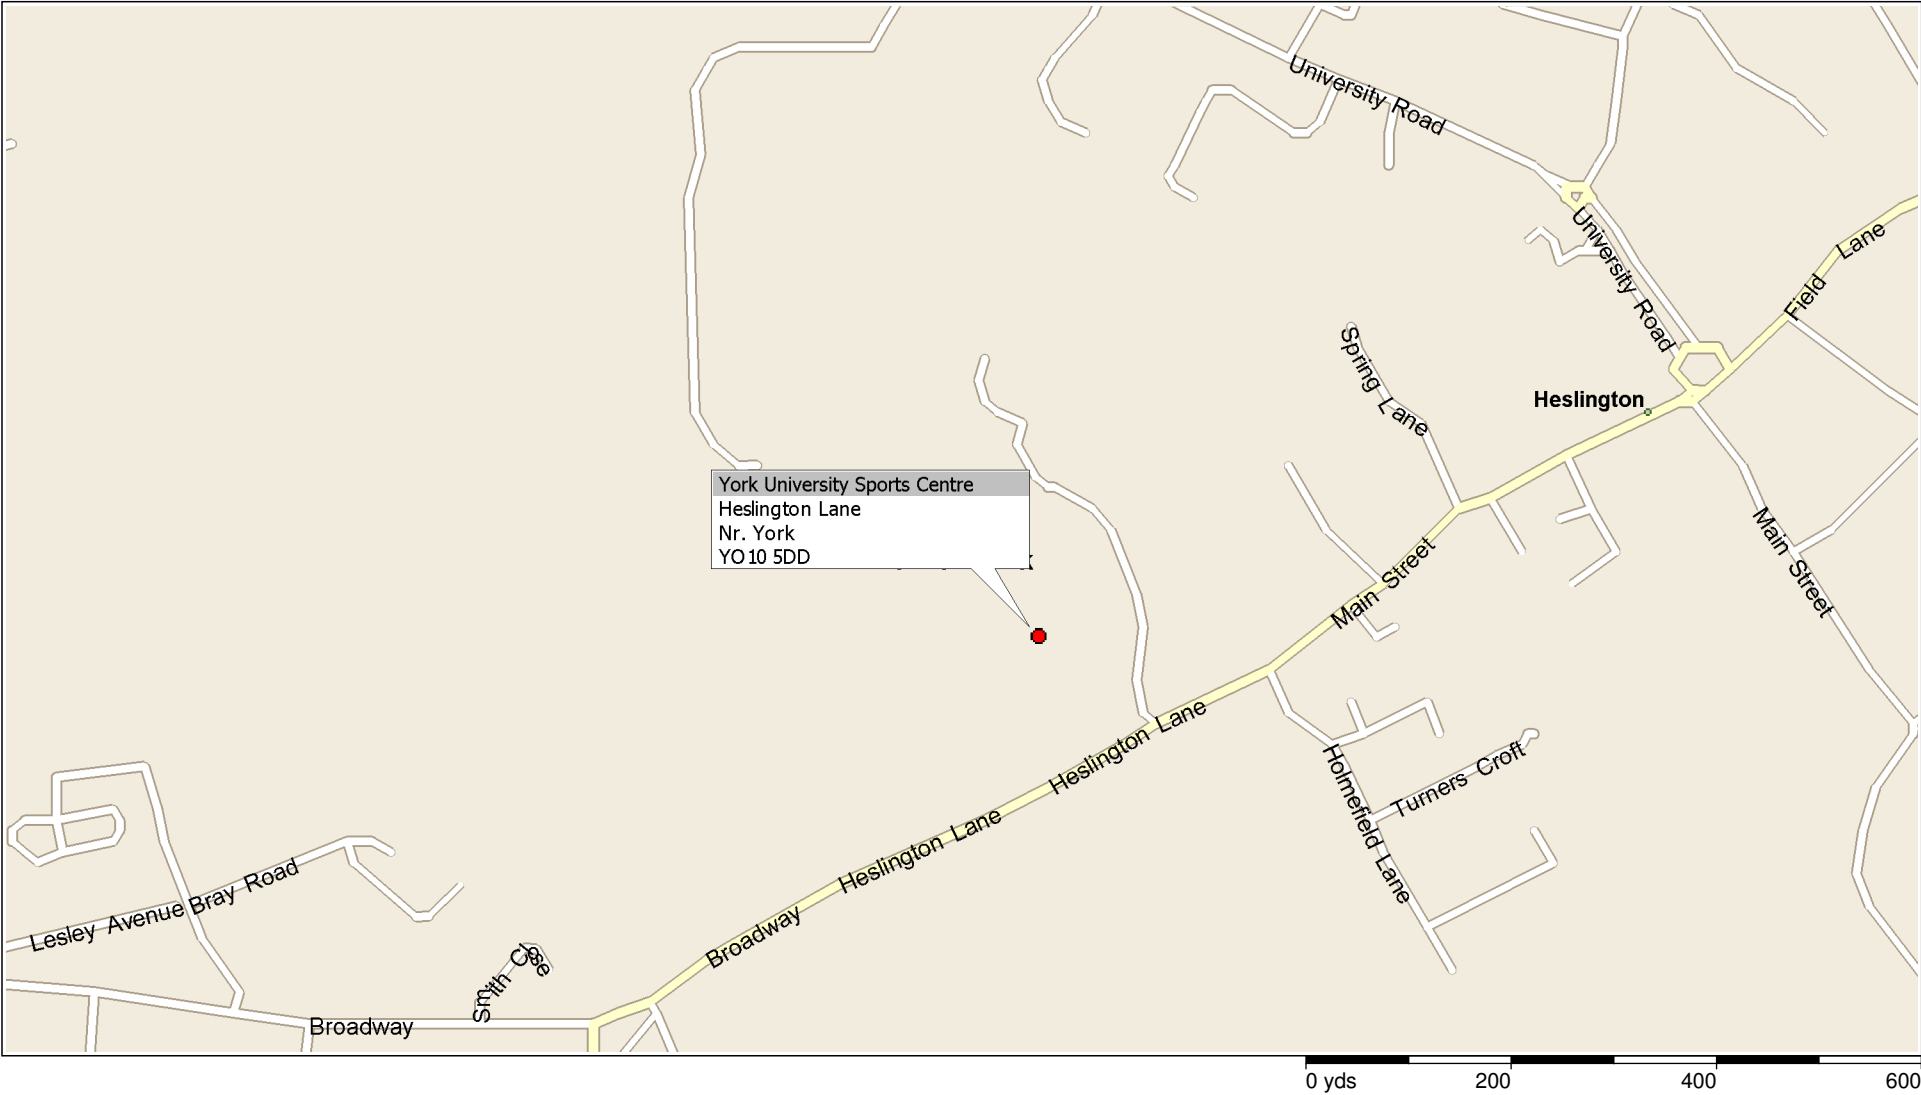 University Road
University Road
Field Lane
Spring Lane
Heslington
York University Sports Centre
Heslington Lane
Nr. York
YO10 5DD
Main Street
Main Street
Heslington Lane
Holmefield Lane
Turners Croft
Heslington Lane
Lesley Avenue
Bray Road
Broadway
Smith Close
Broadway
0 yds
200
400
600